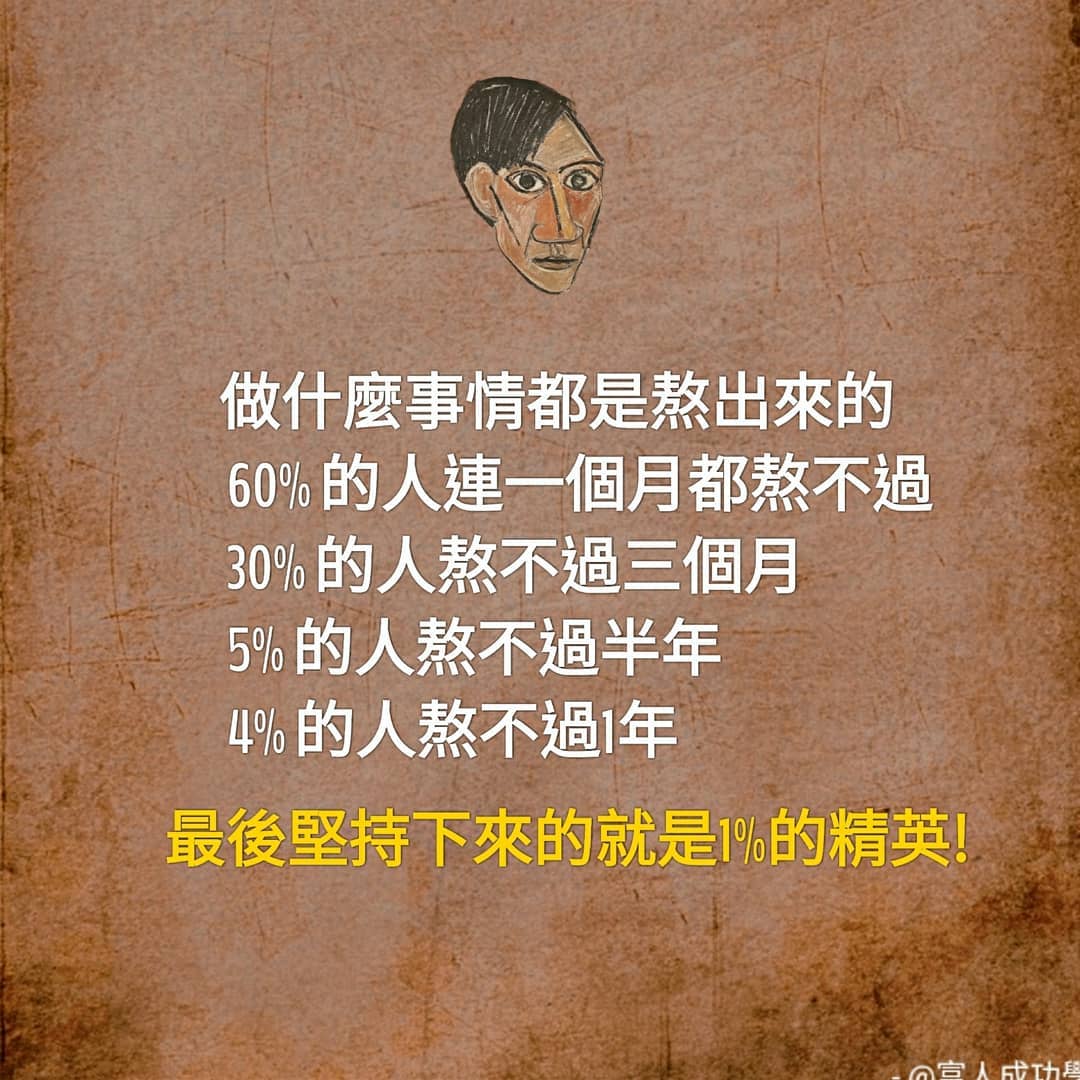 做什麼事情都是熬出來的
60%的人連一個月都熬不過
30%的人熬不過三個月
5%的人熬不過半年
4%的人熬不過1年
最後堅持下來的就是1%的精英!
- @富人成功學